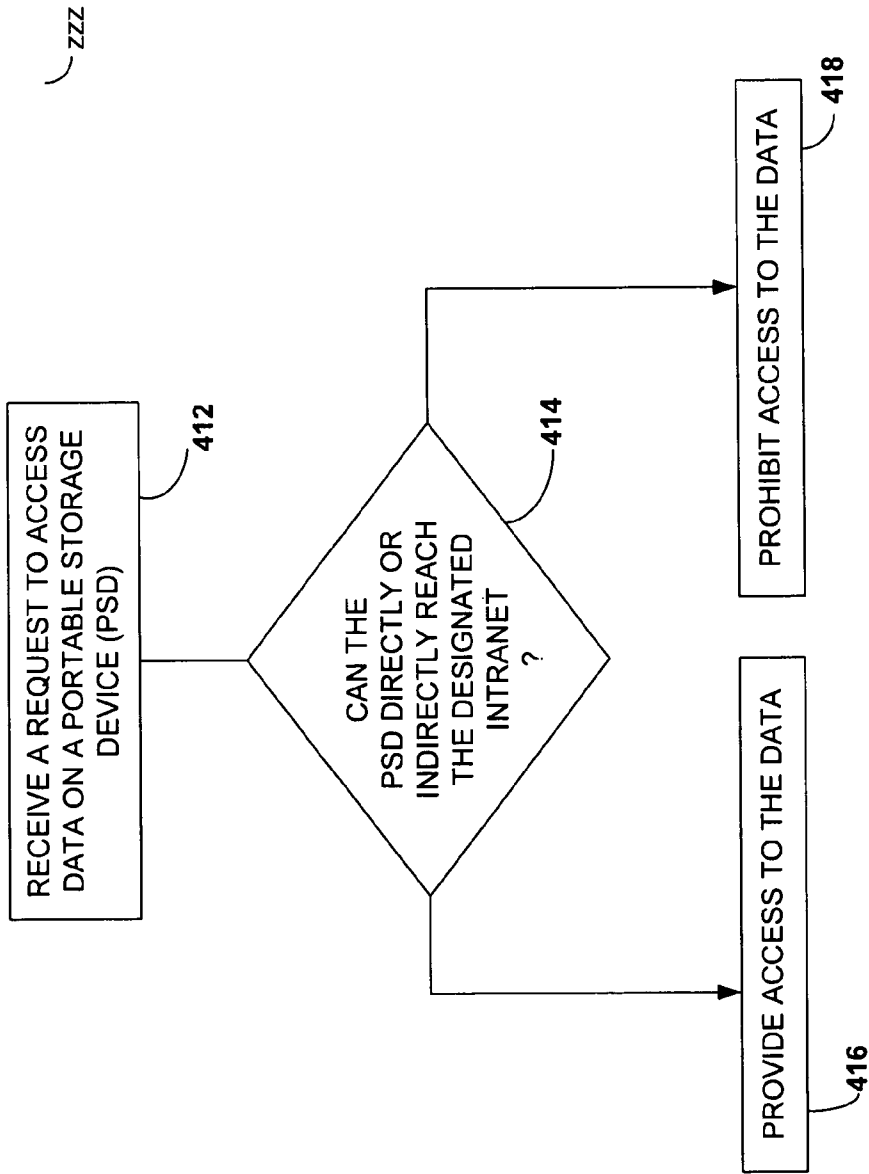 zzz
RECEIVE A REQUEST TO ACCESS
DATA ON A PORTABLE STORAGE
DEVICE (PSD)
412
CAN THE
PSD DIRECTLY OR
INDIRECTLY REACH
THE DESIGNATED
INTRANET
?
414
PROVIDE ACCESS TO THE DATA
416
PROHIBIT ACCESS TO THE DATA
418